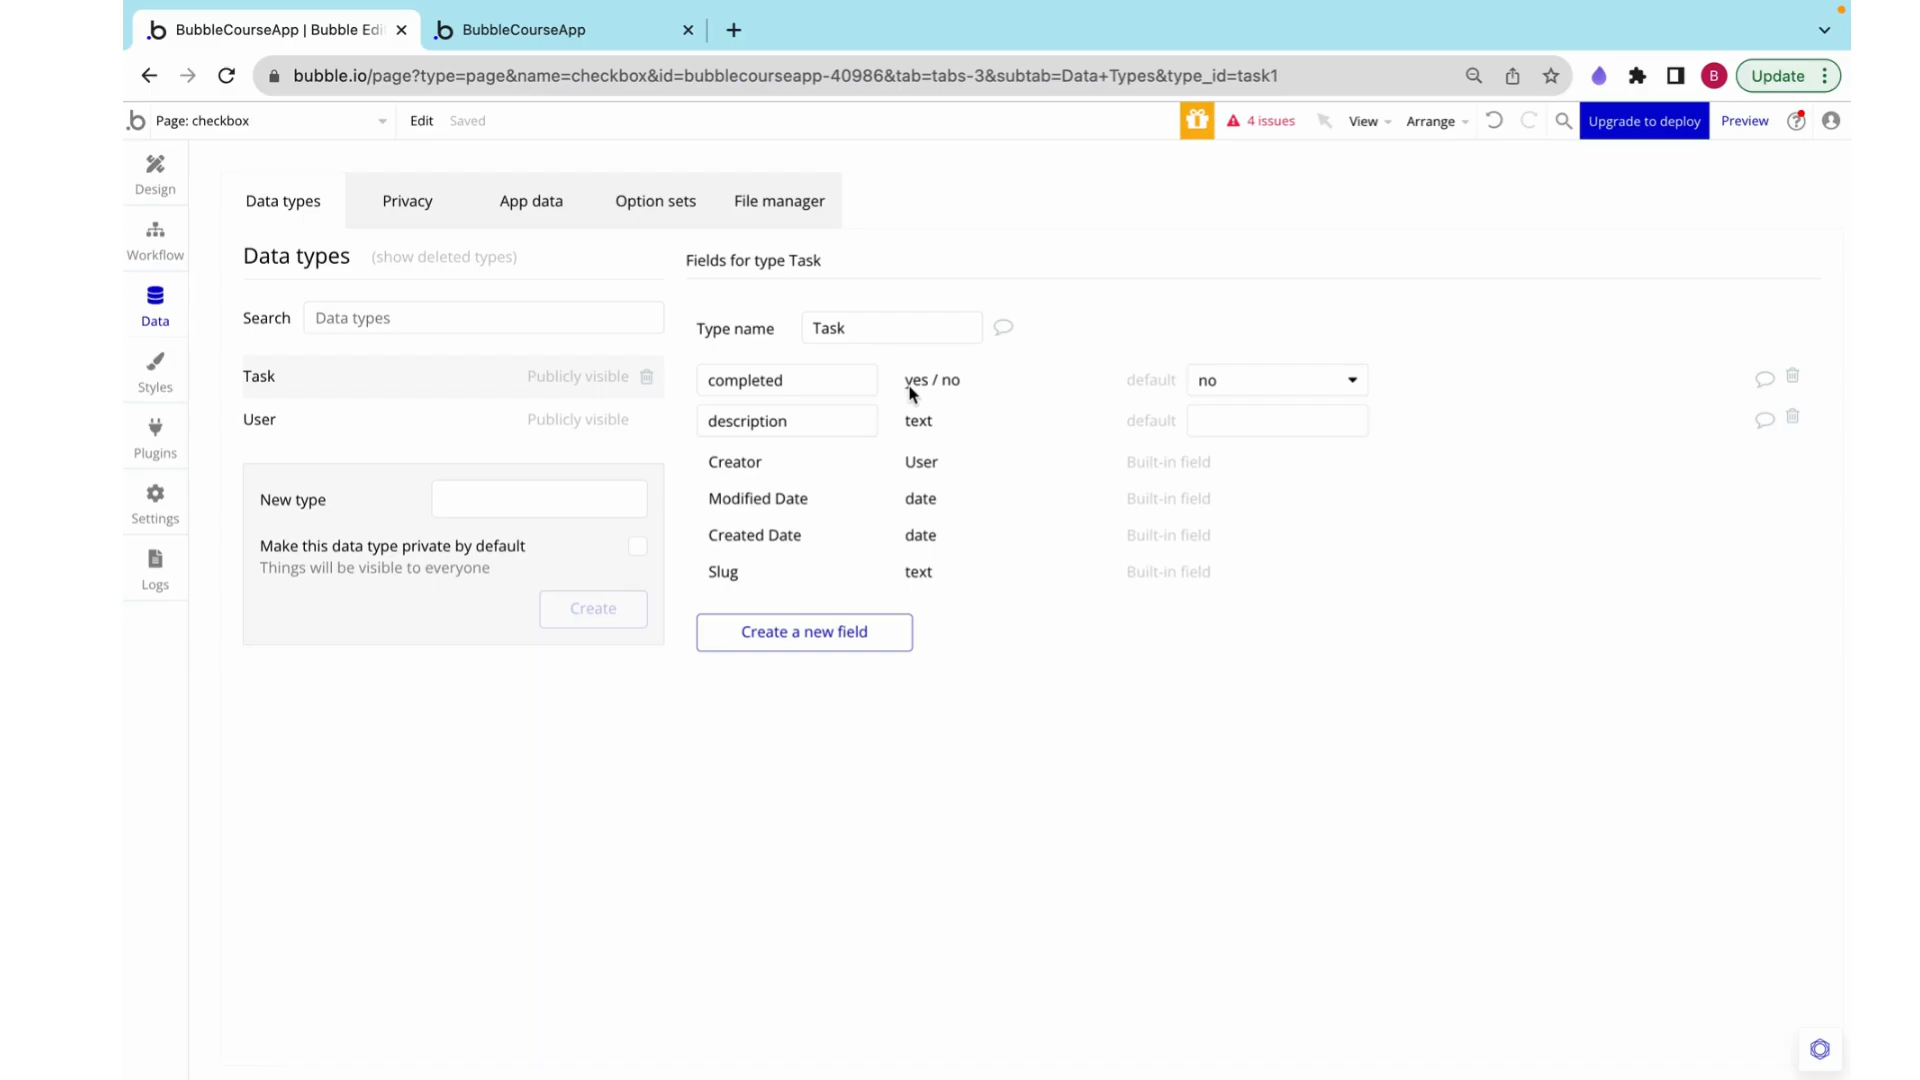 BubbleCourseApp | Bubble Edi
BubbleCourseApp
bubble.io/page?type=page&name=checkbox&id=bubblecourseapp-40986&tab=tabs-3&subtab=Data+Types&type_id=task1
B
Update
Page: checkbox
Edit
Saved
4 issues
View
Arrange
Upgrade to deploy
Preview
Design
Workflow
Data
Styles
Plugins
Settings
Logs
Data types
Privacy
App data
Option sets
File manager
Data types (show deleted types)
Search Data types
Task Publicly visible
User Publicly visible
New type
Make this data type private by default
Things will be visible to everyone
Create
Fields for type Task
Type name Task
completed yes / no default no
description text default
Creator User Built-in field
Modified Date date Built-in field
Created Date date Built-in field
Slug text Built-in field
Create a new field